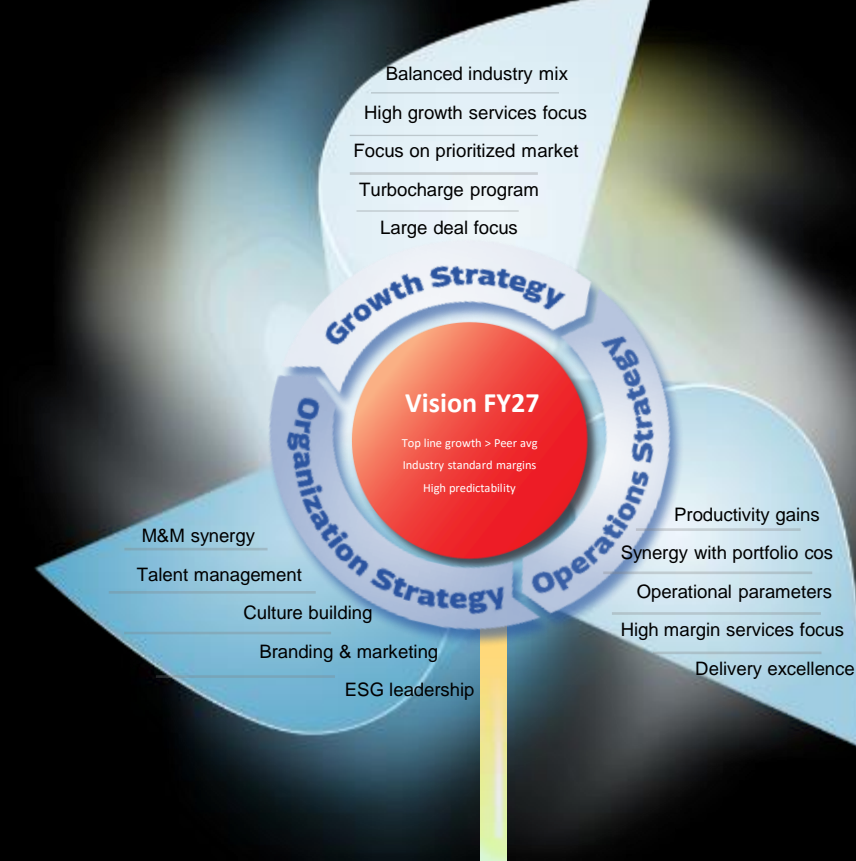 Balanced industry mix
High growth services focus
Focus on prioritized market
Turbocharge program
Large deal focus
Growth Strategy
Operations Strategy
Organization Strategy
Vision FY27
Top line growth > Peer avg
Industry standard margins
High predictability
Productivity gains
Synergy with portfolio cos
Operational parameters
High margin services focus
Delivery excellence
M&M synergy
Talent management
Culture building
Branding & marketing
ESG leadership